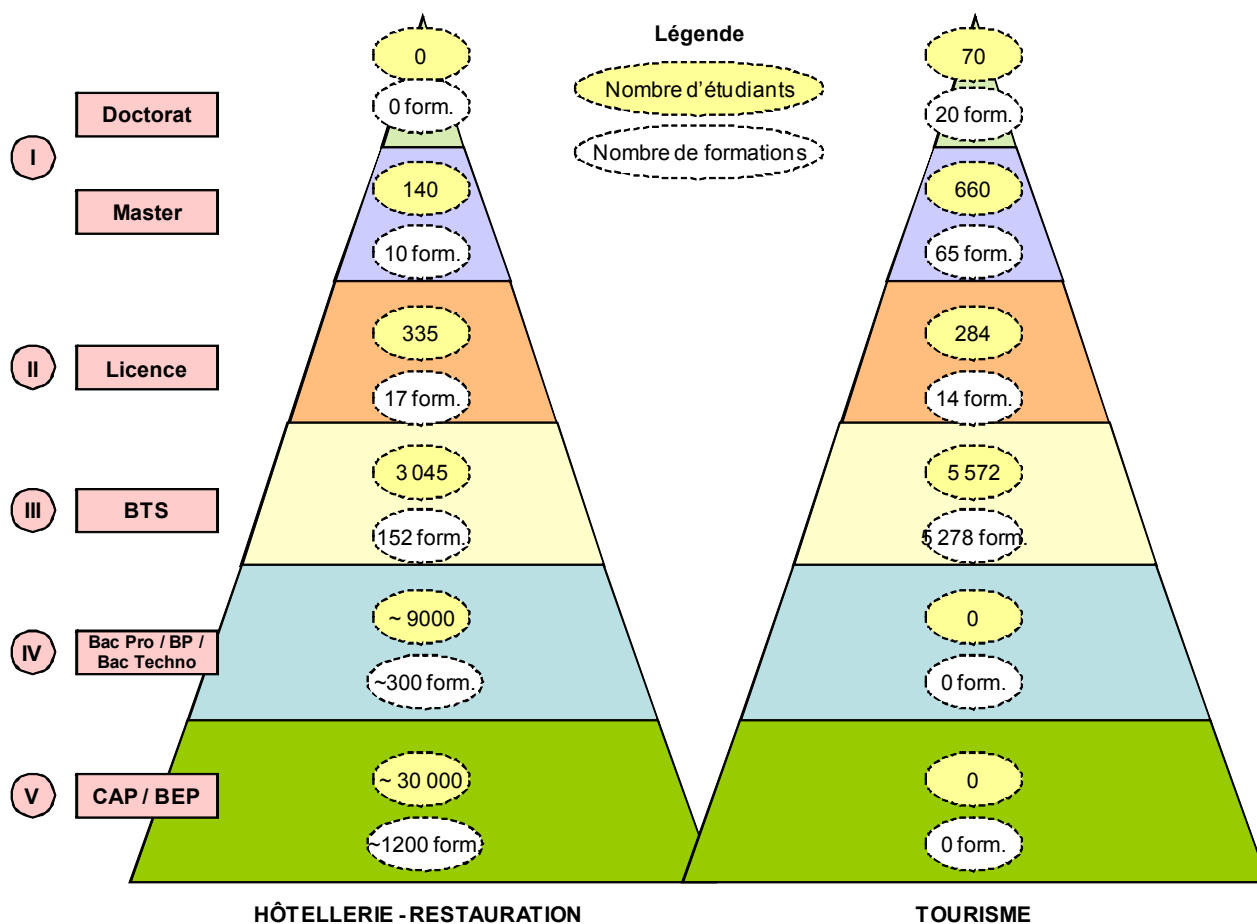 0
Légende
70
Nombre d'étudiants
Doctorat
0 form.
20 form.
I
Nombre de formations
Master
140
660
10 form.
65 form.
II
Licence
335
284
17 form.
14 form.
III
BTS
3 045
5 572
152 form.
5 278 form.
IV
Bac Pro / BP /
Bac Techno
~ 9000
0
~300 form.
0 form.
V
CAP / BEP
~ 30 000
0
~1200 form
0 form.
HÔTELLERIE - RESTAURATION
TOURISME